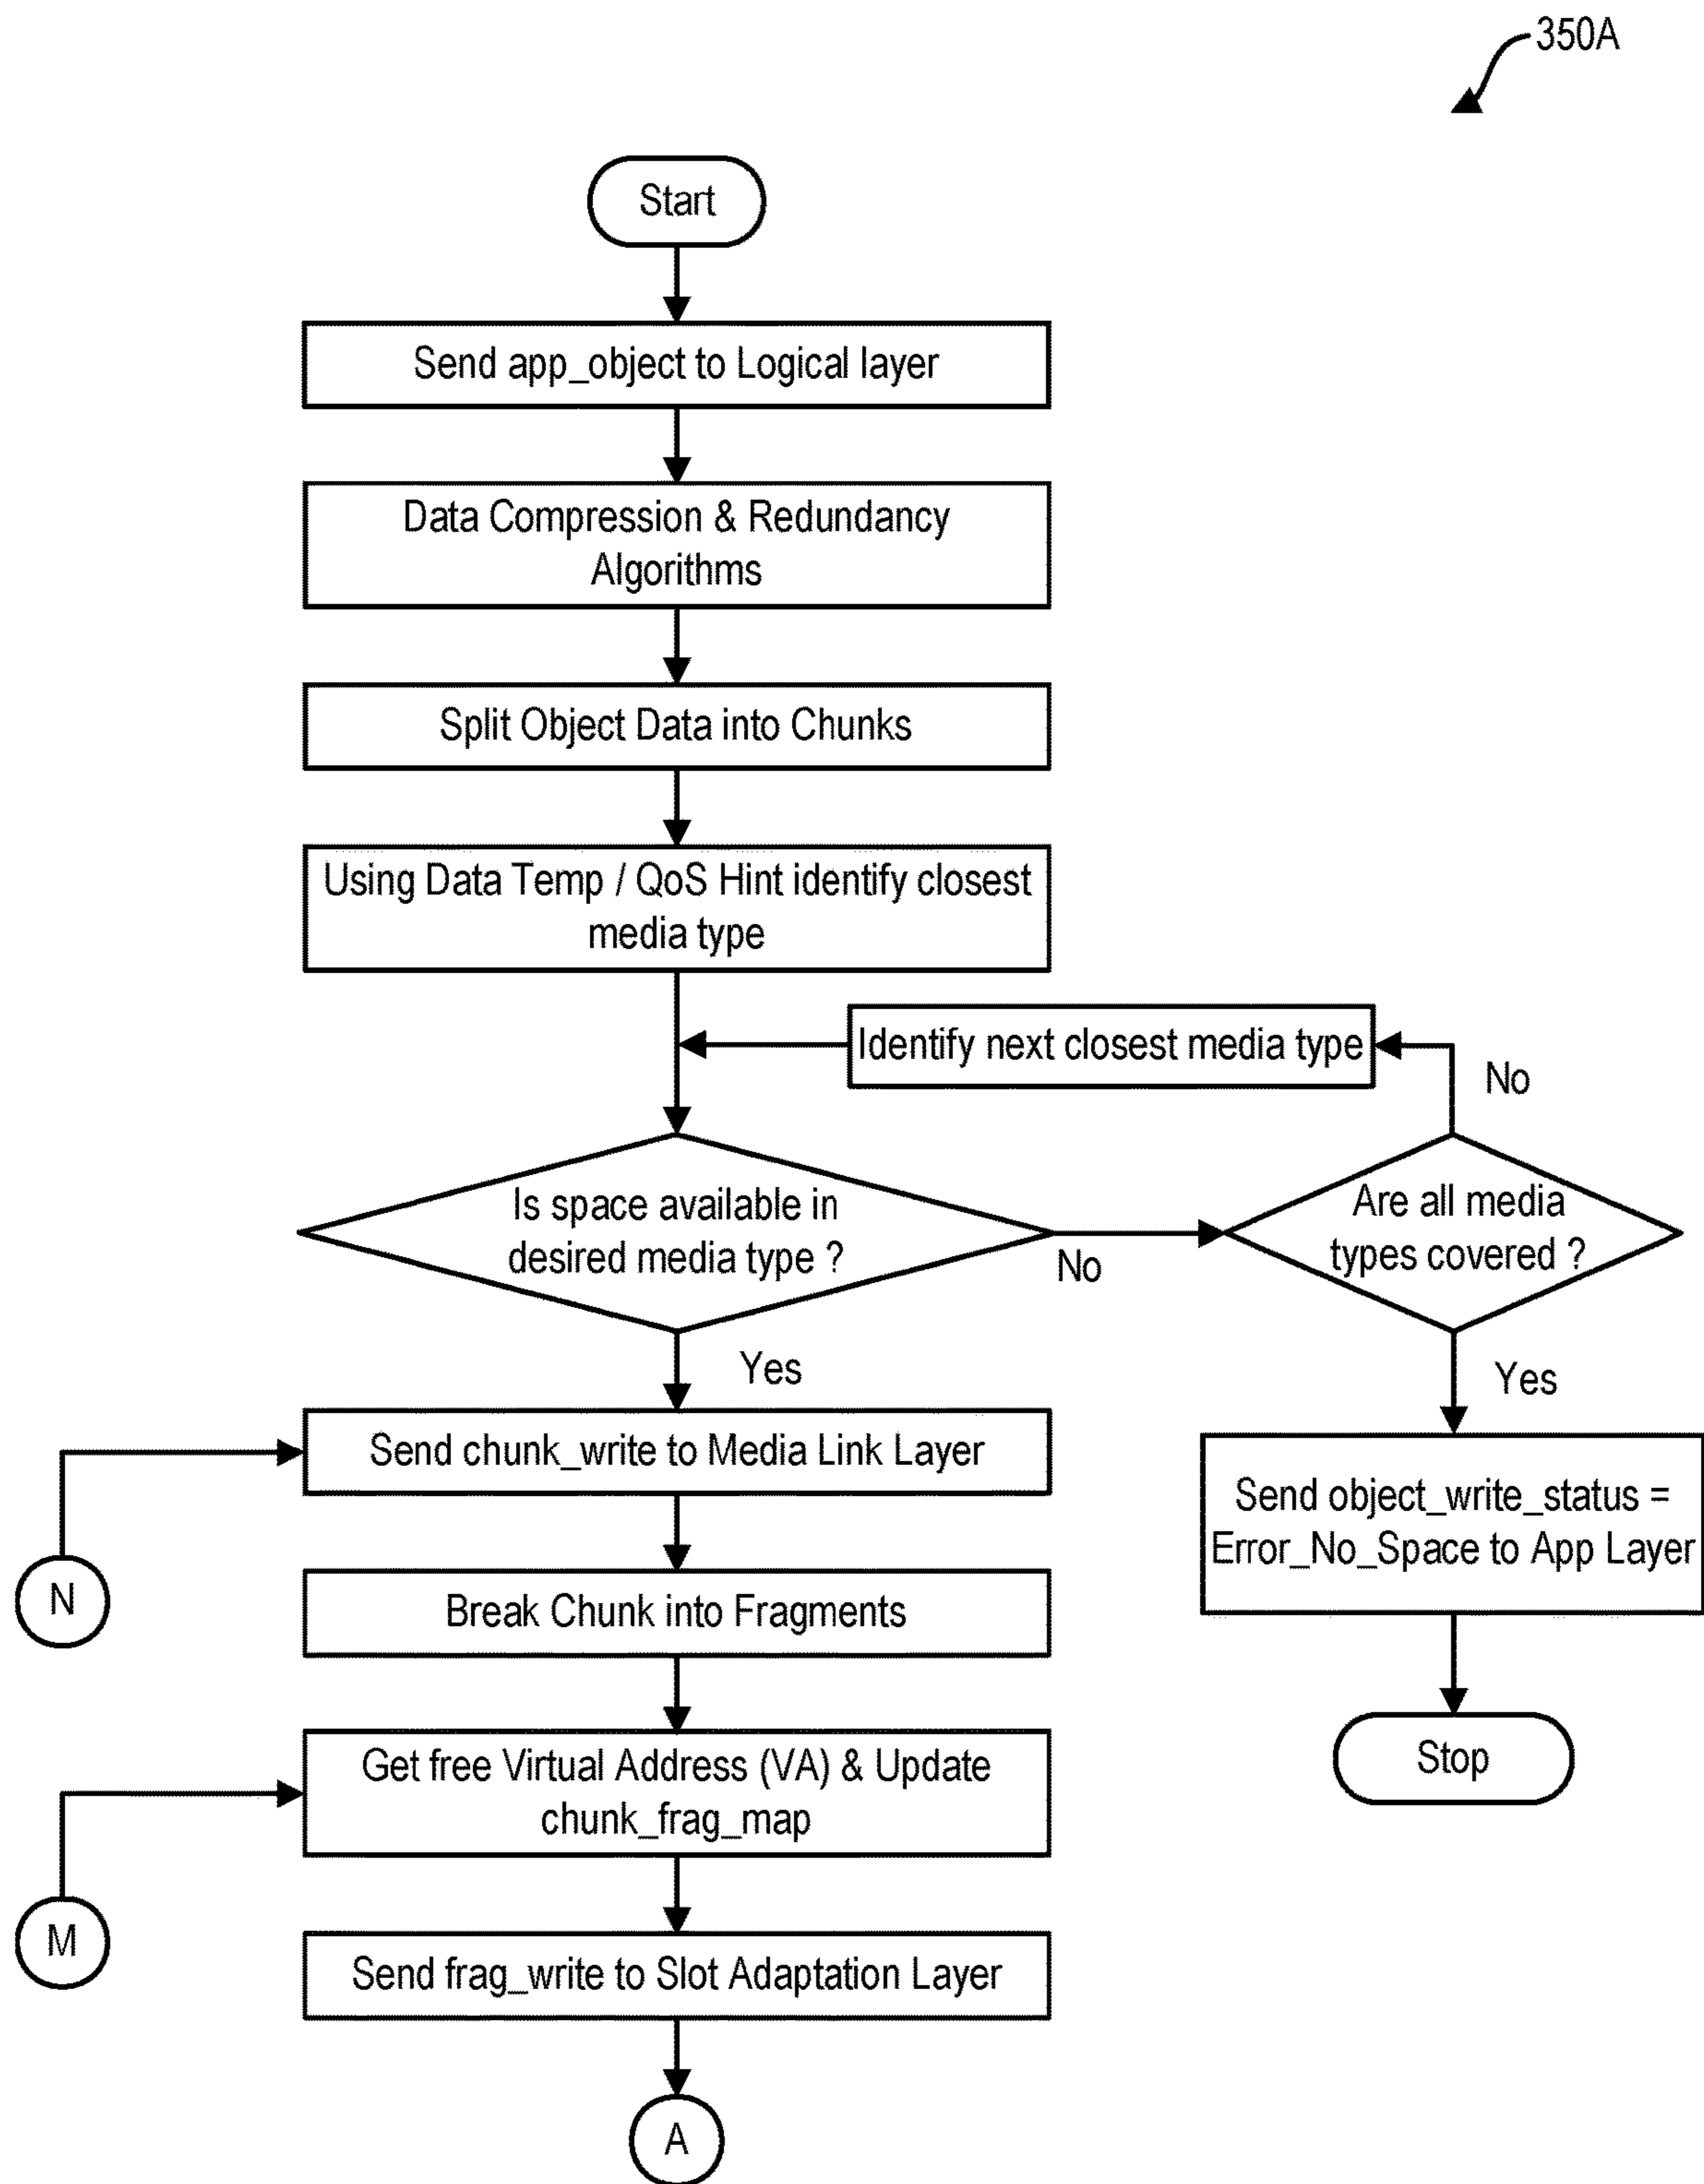 350A
Start
Send app_object to Logical layer
Data Compression & Redundancy
Algorithms
Split Object Data into Chunks
Using Data Temp / QoS Hint identify closest
media type
Identify next closest media type
No
Is space available in
desired media type ?
No
Are all media
types covered ?
Yes
Yes
Send chunk_write to Media Link Layer
Send object_write_status =
Error_No_Space to App Layer
N
Break Chunk into Fragments
Get free Virtual Address (VA) & Update
chunk_frag_map
Stop
M
Send frag_write to Slot Adaptation Layer
A